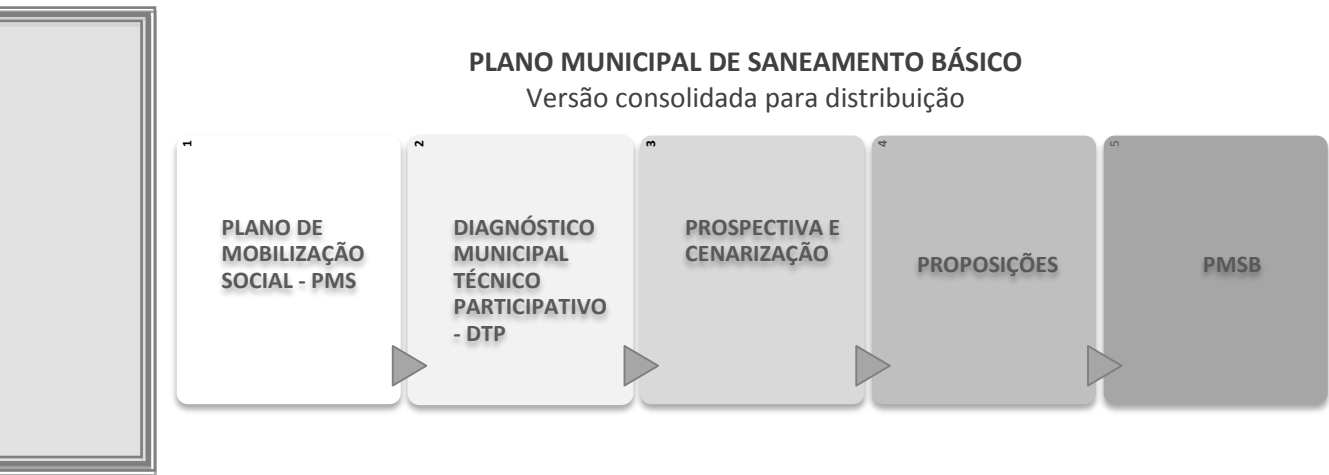 PLANO MUNICIPAL DE SANEAMENTO BÁSICO
Versão consolidada para distribuição
1
PLANO DE
MOBILIZAÇÃO
SOCIAL - PMS
2
DIAGNÓSTICO
MUNICIPAL
TÉCNICO
PARTICIPATIVO
- DTP
3
PROSPECTIVA E
CENARIZAÇÃO
4
PROPOSIÇÕES
5
PMSB